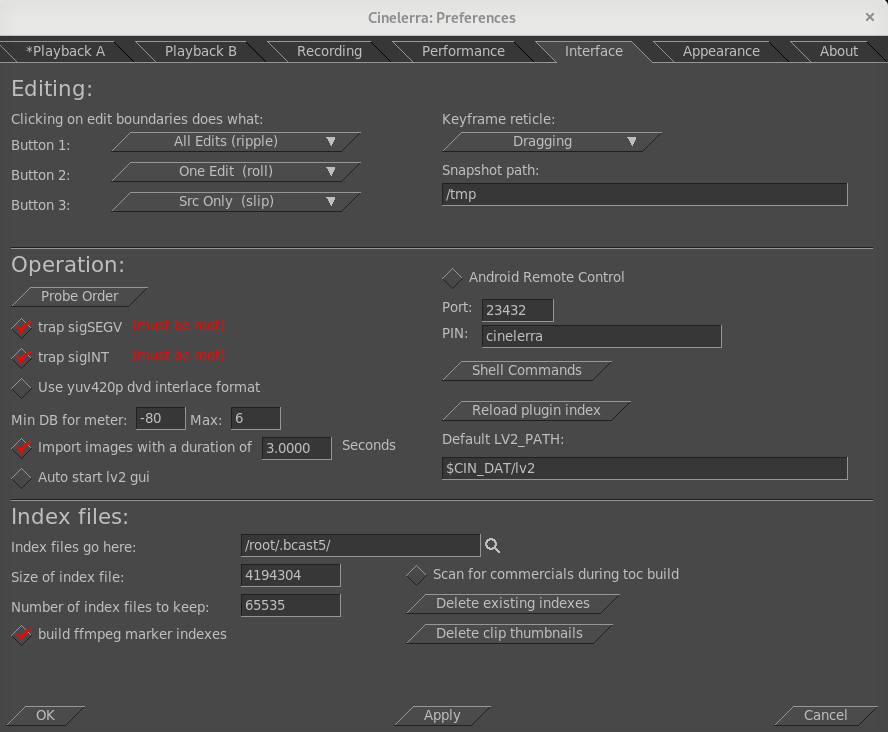 Cinelerra: Preferences
*Playback A
Playback B
Recording
Performance
Interface
Appearance
About
Editing:
Clicking on edit boundaries does what:
Button 1:
All Edits (ripple)
Button 2:
One Edit (roll)
Button 3:
Src Only (slip)
Keyframe reticle:
Dragging
Snapshot path:
/tmp
Operation:
Probe Order
trap sigSEGV (must be root)
trap sigINT (must be root)
Use yuv420p dvd interlace format
Min DB for meter: -80 Max: 6
Import images with a duration of 3.0000 Seconds
Auto start lv2 gui
Android Remote Control
Port: 23432
PIN: cinelerra
Shell Commands
Reload plugin index
Default LV2_PATH:
$CIN_DAT/lv2
Index files:
Index files go here: /root/.bcast5/
Size of index file: 4194304
Number of index files to keep: 65535
build ffmpeg marker indexes
Scan for commercials during toc build
Delete existing indexes
Delete clip thumbnails
OK
Apply
Cancel